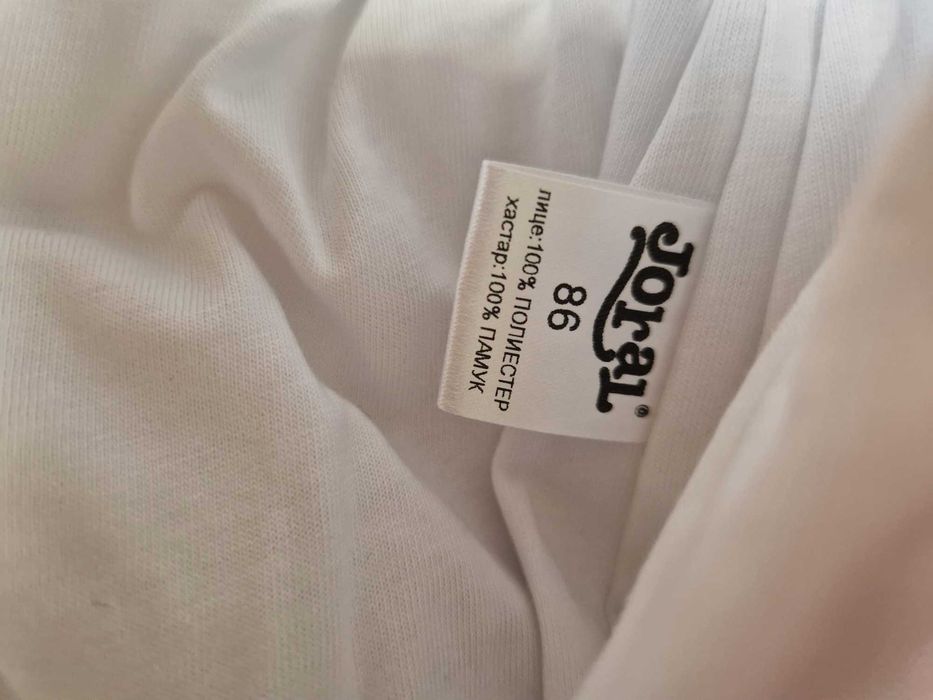 Joral®
86
лице:100% ПОЛИЕСТЕР
хастар:100% ПАМУК